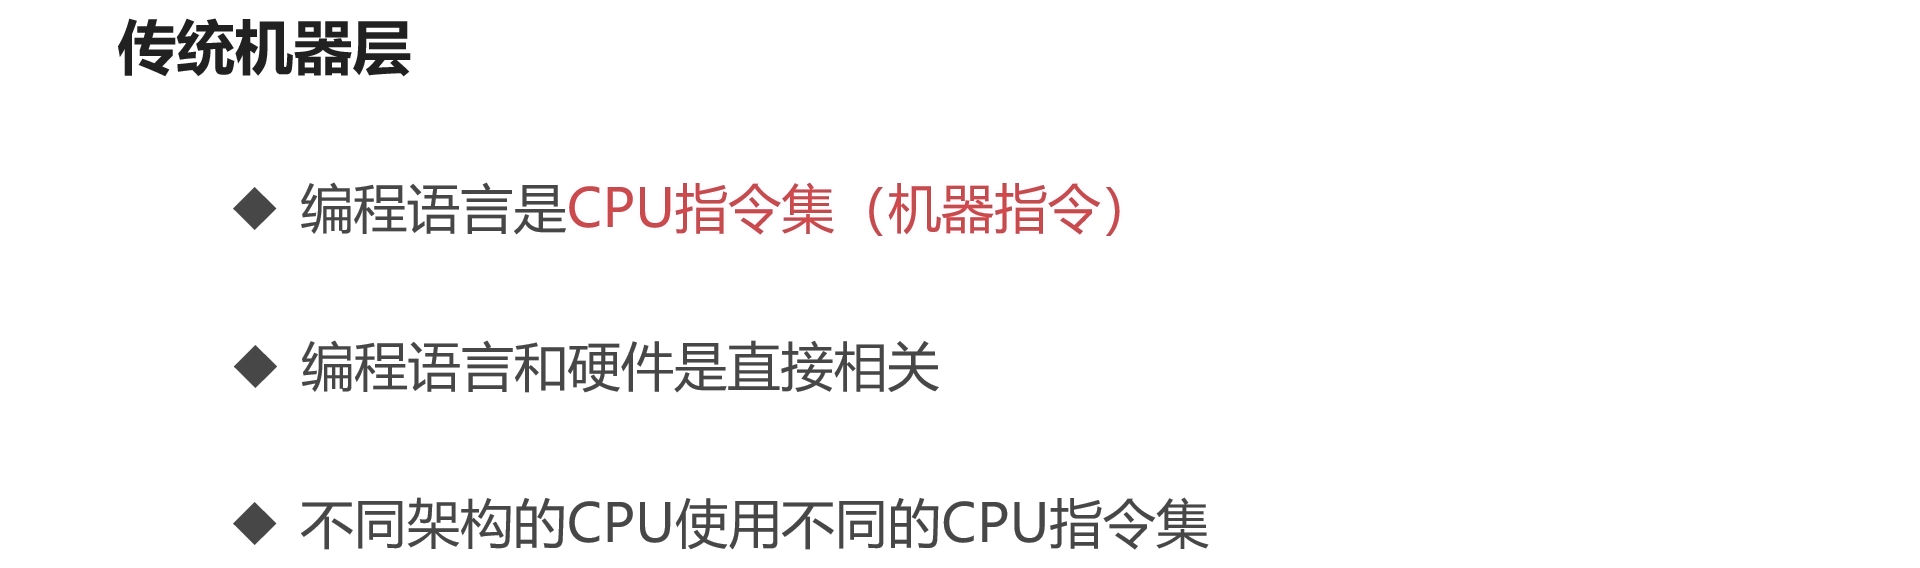 传统机器层
◆ 编程语言是CPU指令集（机器指令）
◆ 编程语言和硬件是直接相关
◆ 不同架构的CPU使用不同的CPU指令集